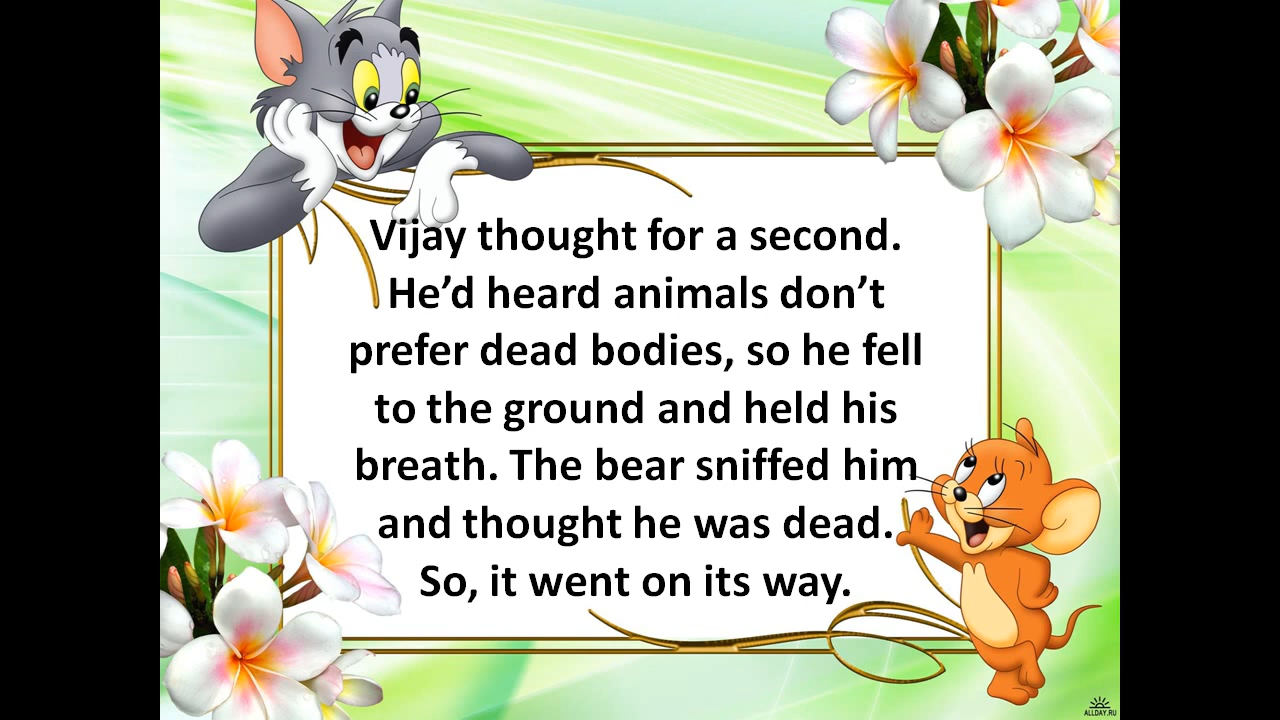 Vijay thought for a second.
He’d heard animals don’t
prefer dead bodies, so he fell
to the ground and held his
breath. The bear sniffed him
and thought he was dead.
So, it went on its way.
ALLDAY.RU